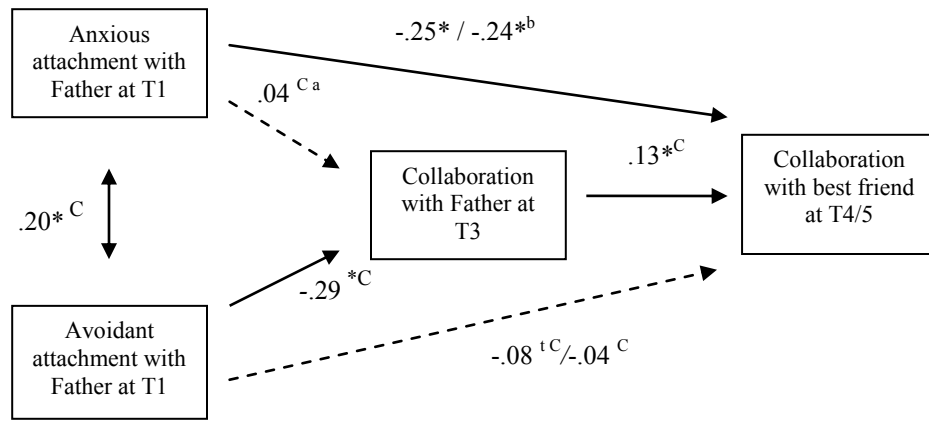 Anxious
attachment with
Father at T1
-.25* / -.24*ᵇ
.04 ᶜ ᵃ
.20* ᶜ
Collaboration
with Father at
T3
.13*ᶜ
Collaboration
with best friend
at T4/5
-.29 *ᶜ
Avoidant
attachment with
Father at T1
-.08 ᵗ ᶜ/-.04 ᶜ